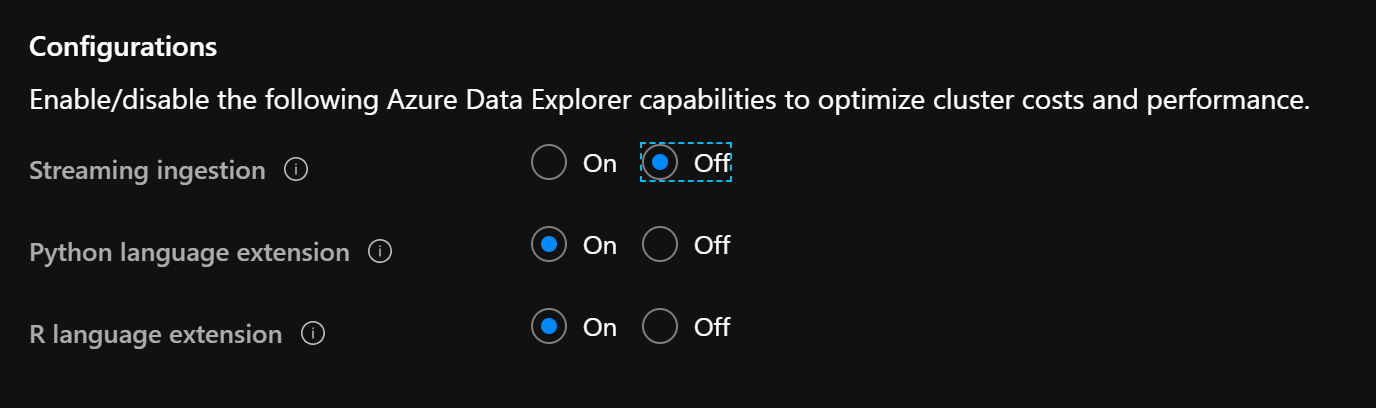 Configurations
Enable/disable the following Azure Data Explorer capabilities to optimize cluster costs and performance.
Streaming ingestion On Off
Python language extension On Off
R language extension On Off